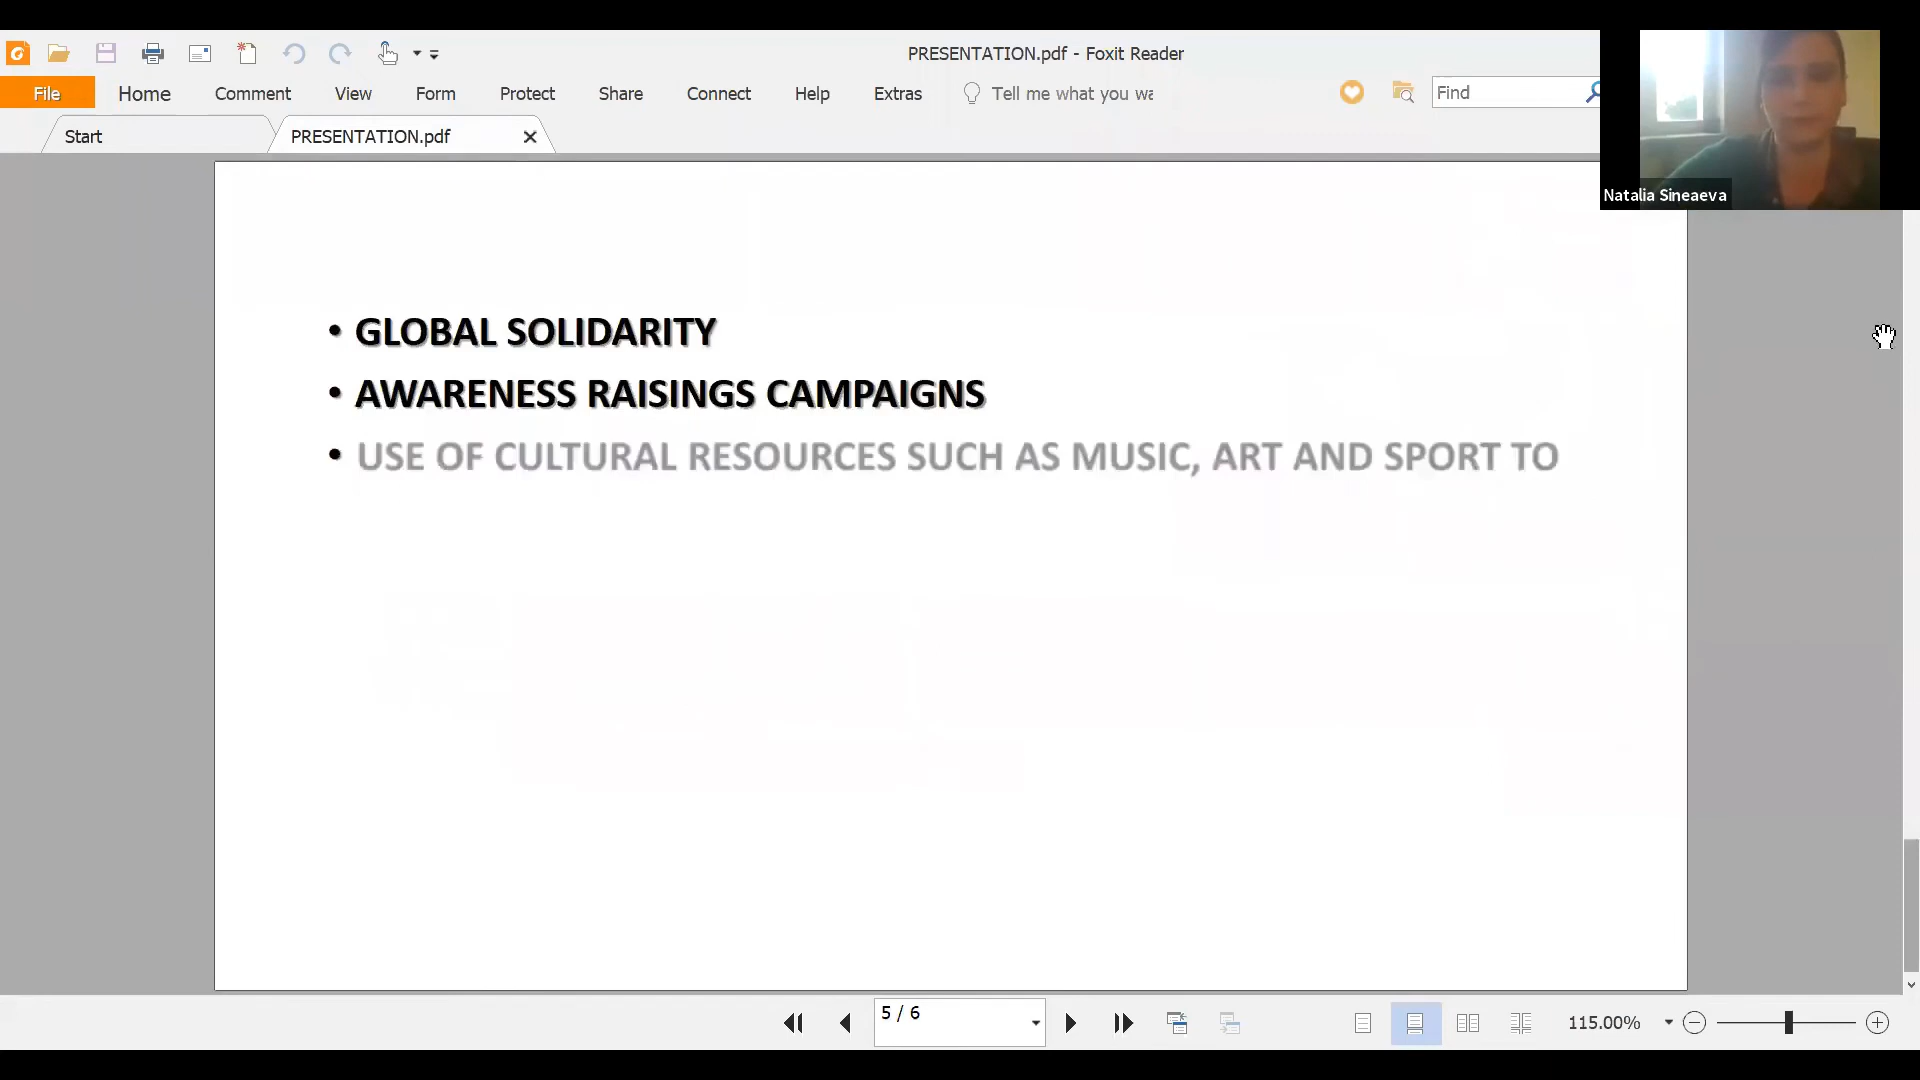 PRESENTATION.pdf - Foxit Reader
File Home Comment View Form Protect Share Connect Help Extras Tell me what you wa Find
Start PRESENTATION.pdf
Natalia Sineaeva
• GLOBAL SOLIDARITY
• AWARENESS RAISINGS CAMPAIGNS
• USE OF CULTURAL RESOURCES SUCH AS MUSIC, ART AND SPORT TO
5 / 6 115.00%